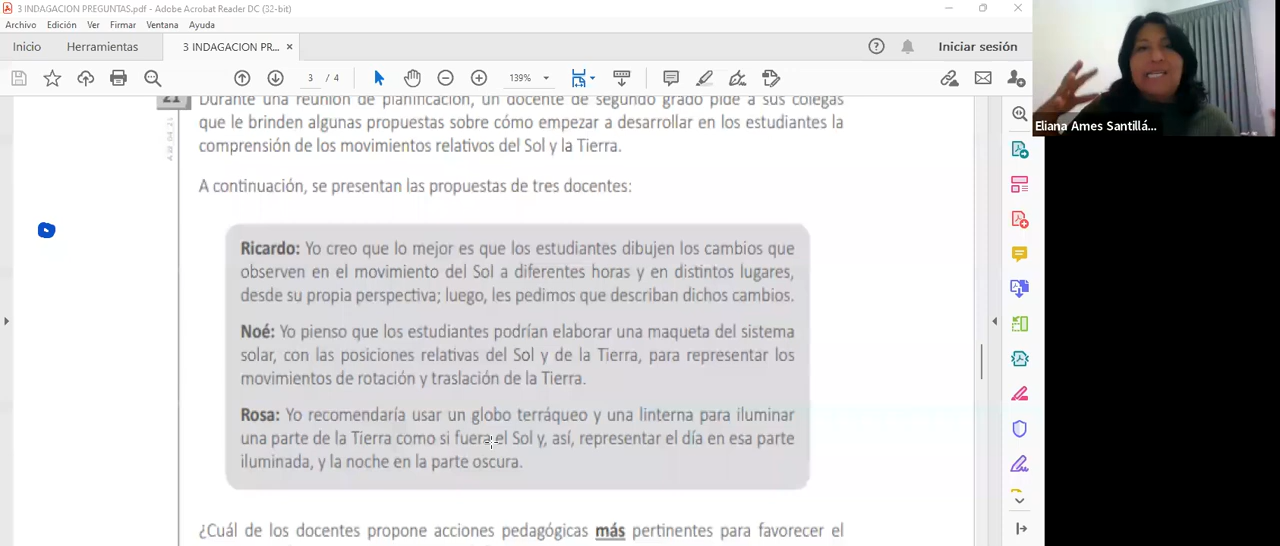 3 INDAGACION PREGUNTAS.pdf - Adobe Acrobat Reader DC (32-bit)
Archivo Edición Ver Firmar Ventana Ayuda
Inicio Herramientas 3 INDAGACION PR... × Iniciar sesión
3 / 4 139%
Eliana Ames Santillá...
21 Durante una reunión de planificación, un docente de segundo grado pide a sus colegas
que le brinden algunas propuestas sobre cómo empezar a desarrollar en los estudiantes la
comprensión de los movimientos relativos del Sol y la Tierra.
A continuación, se presentan las propuestas de tres docentes:
Ricardo: Yo creo que lo mejor es que los estudiantes dibujen los cambios que
observen en el movimiento del Sol a diferentes horas y en distintos lugares,
desde su propia perspectiva; luego, les pedimos que describan dichos cambios.
Noé: Yo pienso que los estudiantes podrían elaborar una maqueta del sistema
solar, con las posiciones relativas del Sol y de la Tierra, para representar los
movimientos de rotación y traslación de la Tierra.
Rosa: Yo recomendaría usar un globo terráqueo y una linterna para iluminar
una parte de la Tierra como si fuera el Sol y, así, representar el día en esa parte
iluminada, y la noche en la parte oscura.
¿Cuál de los docentes propone acciones pedagógicas más pertinentes para favorecer el